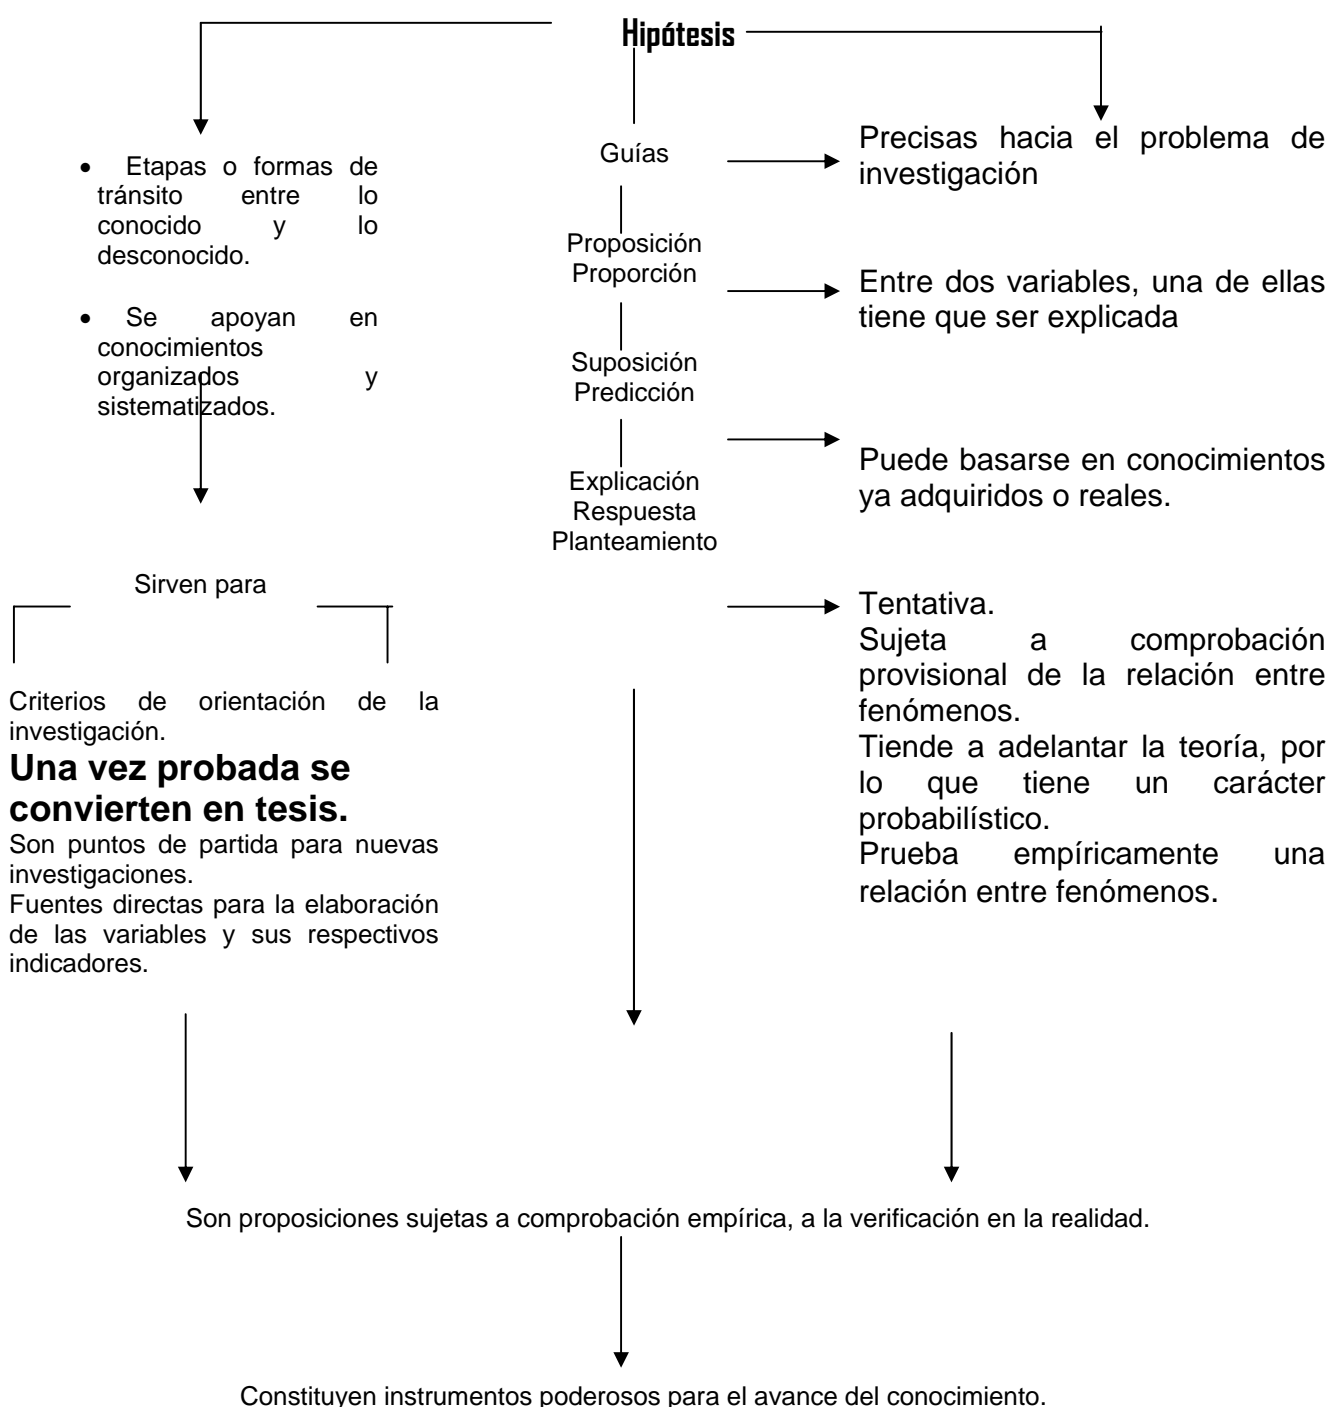 Hipótesis
• Etapas o formas de
tránsito entre lo
conocido y lo
desconocido.
• Se apoyan en
conocimientos
organizados y
sistematizados.
Sirven para
Criterios de orientación de la
investigación.
Una vez probada se
convierten en tesis.
Son puntos de partida para nuevas
investigaciones.
Fuentes directas para la elaboración
de las variables y sus respectivos
indicadores.
Guías
Proposición
Proporción
Suposición
Predicción
Explicación
Respuesta
Planteamiento
Precisas hacia el problema de
investigación
Entre dos variables, una de ellas
tiene que ser explicada
Puede basarse en conocimientos
ya adquiridos o reales.
Tentativa.
Sujeta a comprobación
provisional de la relación entre
fenómenos.
Tiende a adelantar la teoría, por
lo que tiene un carácter
probabilístico.
Prueba empíricamente una
relación entre fenómenos.
Son proposiciones sujetas a comprobación empírica, a la verificación en la realidad.
Constituyen instrumentos poderosos para el avance del conocimiento.